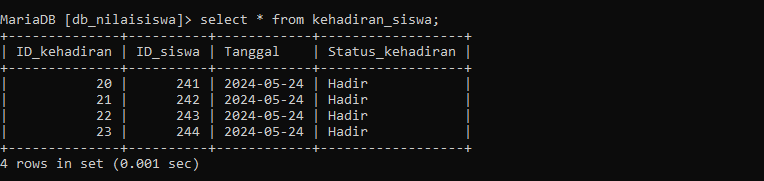 MariaDB [db_nilaisiswa]> select * from kehadiran_siswa;
+--------------+----------+------------+------------------+
| ID_kehadiran | ID_siswa | Tanggal    | Status_kehadiran |
+--------------+----------+------------+------------------+
|           20 |      241 | 2024-05-24 | Hadir            |
|           21 |      242 | 2024-05-24 | Hadir            |
|           22 |      243 | 2024-05-24 | Hadir            |
|           23 |      244 | 2024-05-24 | Hadir            |
+--------------+----------+------------+------------------+
4 rows in set (0.001 sec)